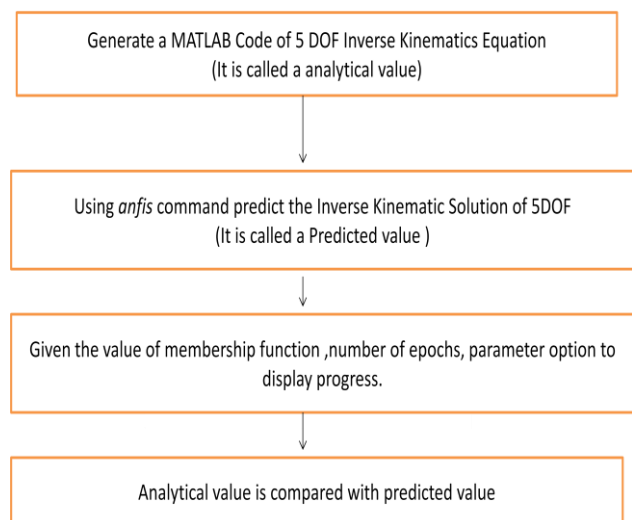 Generate a MATLAB Code of 5 DOF Inverse Kinematics Equation
(It is called a analytical value)
Using anfis command predict the Inverse Kinematic Solution of 5DOF
(It is called a Predicted value )
Given the value of membership function ,number of epochs, parameter option to
display progress.
Analytical value is compared with predicted value